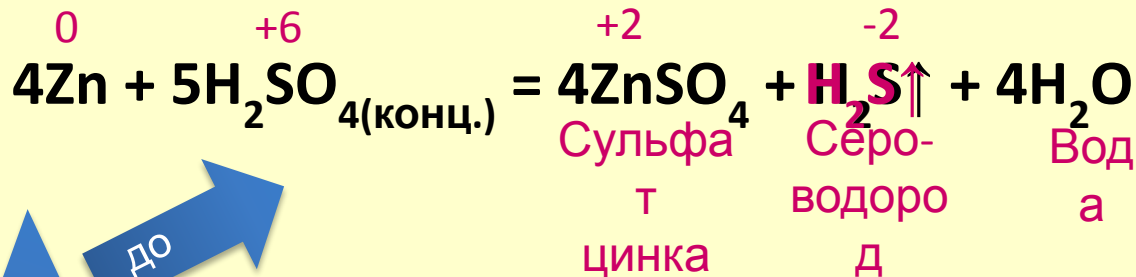 0 +6 +2 -2
4Zn + 5H₂SO₄(конц.) = 4ZnSO₄ + H₂S↑ + 4H₂O
Сульфа Серо- Вод
т водоро а
цинка д
до